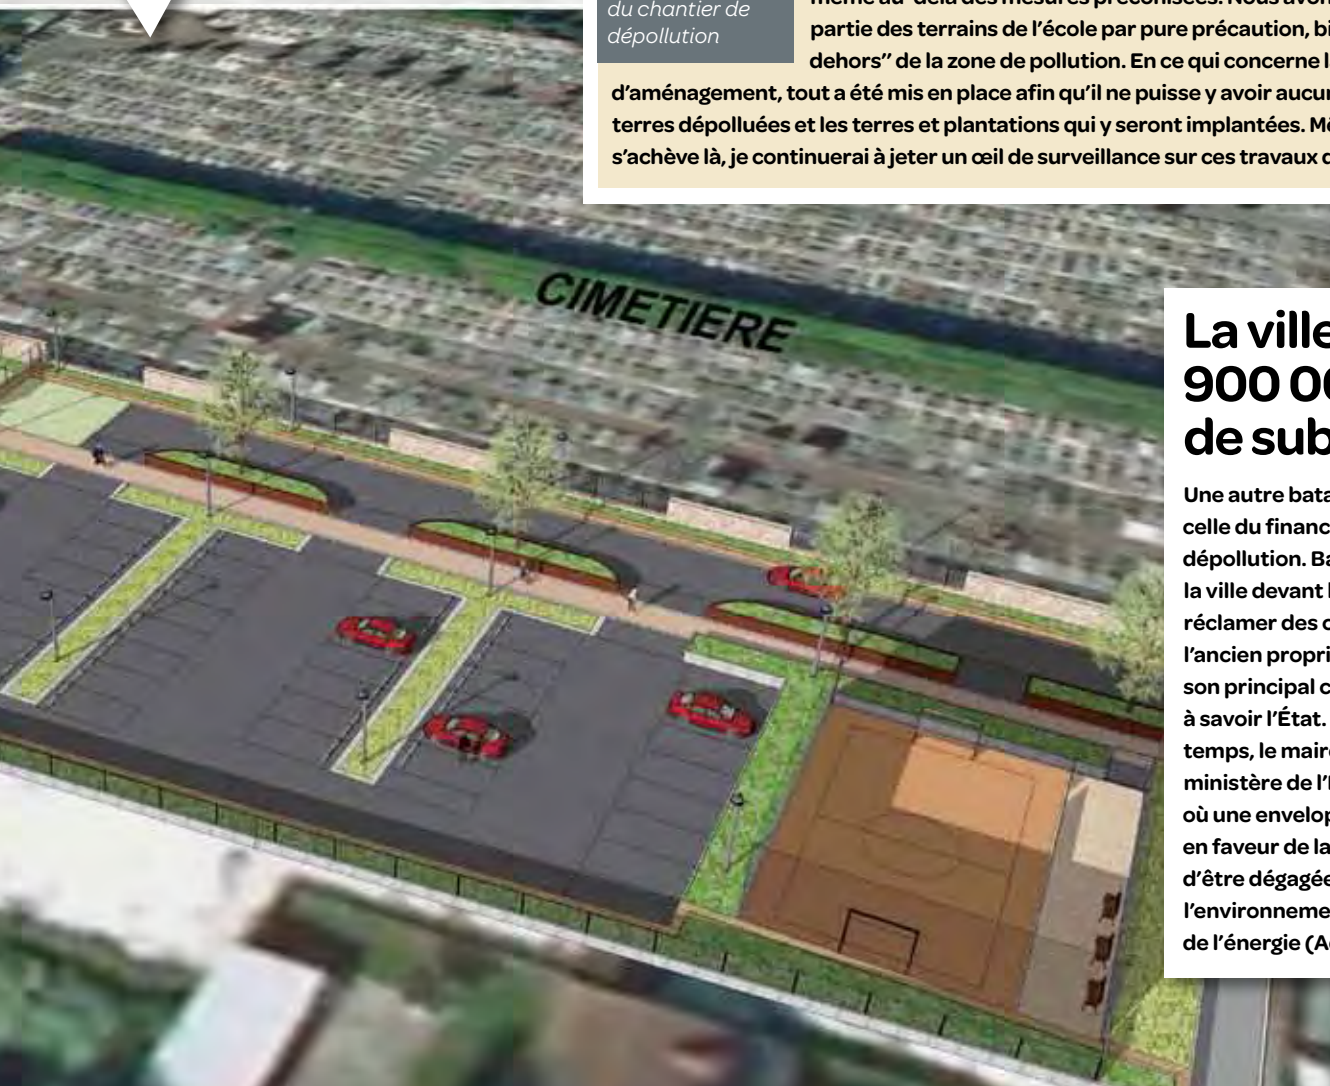 du chantier de
dépollution
même au-delà des mesures préconisées. Nous
partie des terrains de l'école par pure précaution,
dehors" de la zone de pollution. En ce qui concerne
d'aménagement, tout a été mis en place afin qu'il ne puisse y avoir
terres dépolluées et les terres et plantations qui y seront implantées.
s'achève là, je continuerai à jeter un œil de surveillance sur ces travaux
CIMETIERE
La ville
900 00
de sub
Une autre bata
celle du financ
dépollution. Ba
la ville devant
réclamer des
l'ancien propri
son principal c
à savoir l'État.
temps, le maire
ministère de l'
où une envelop
en faveur de la
d'être dégagée
l'environneme
de l'énergie (A